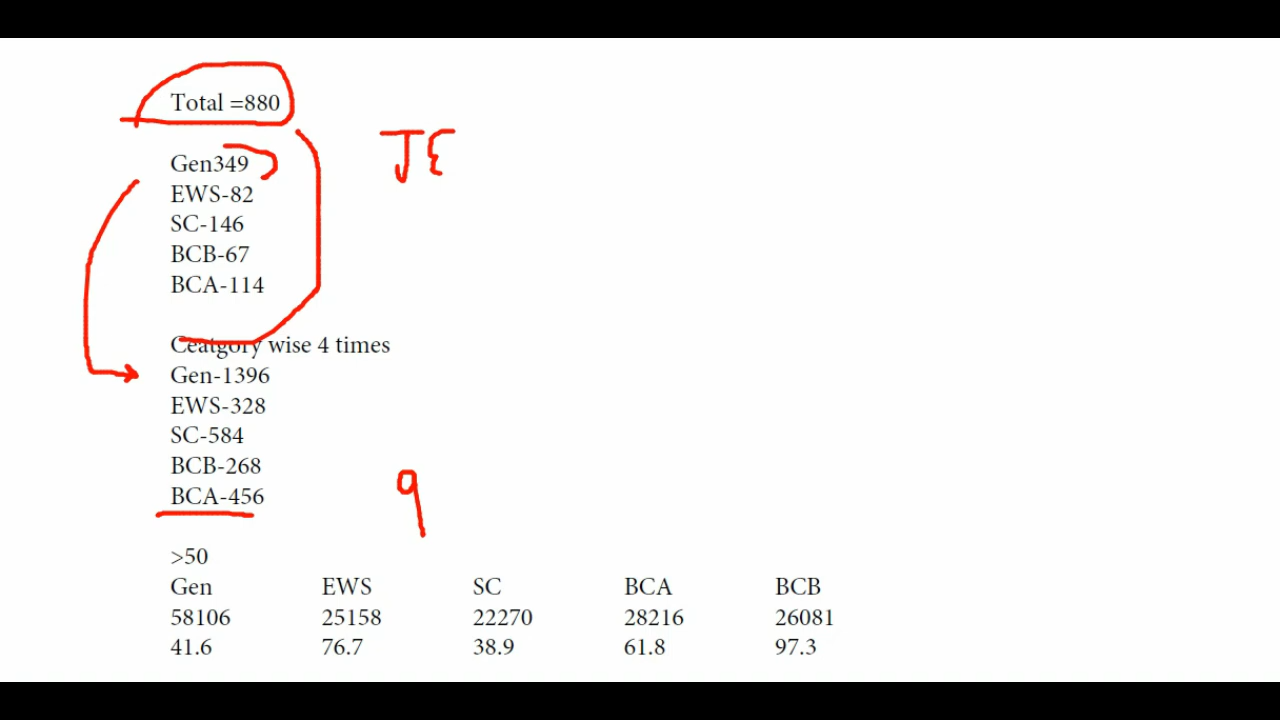 Total =880
JE
Gen349
EWS-82
SC-146
BCB-67
BCA-114
Ceatgory wise 4 times
Gen-1396
EWS-328
SC-584
BCB-268
BCA-456
9
>50
Gen EWS SC BCA BCB
58106 25158 22270 28216 26081
41.6 76.7 38.9 61.8 97.3